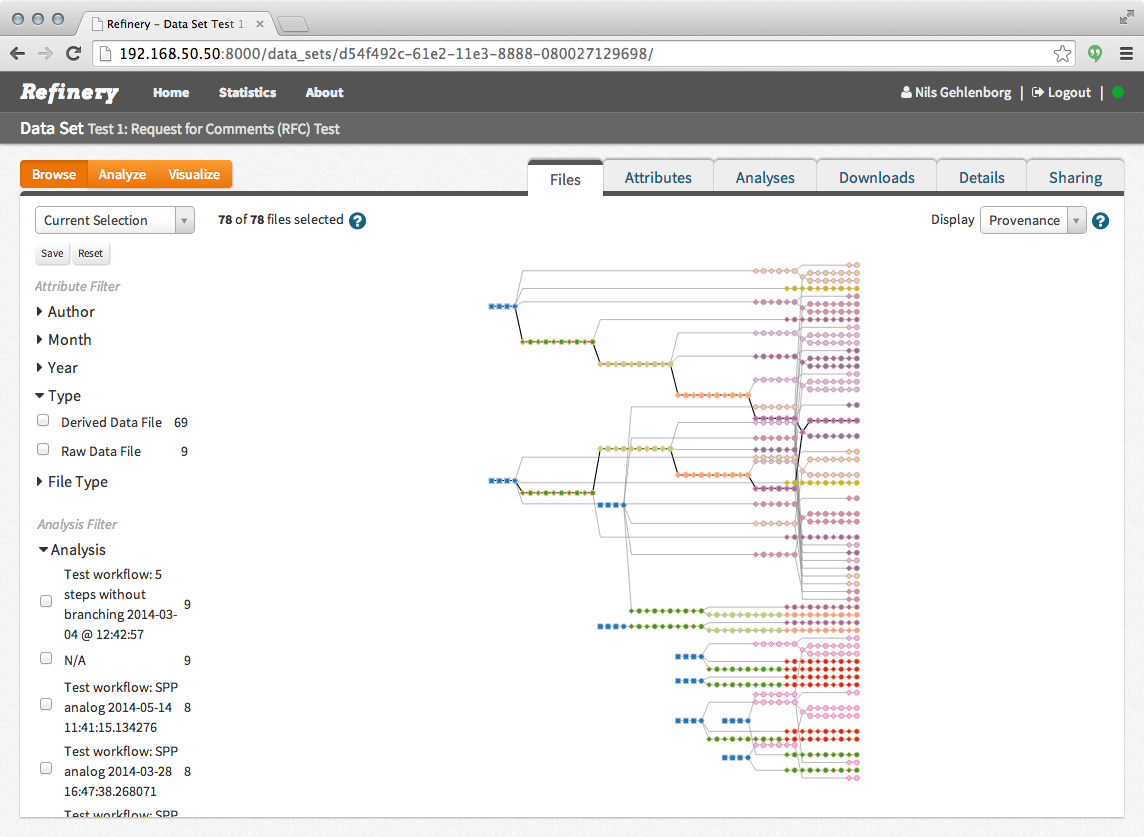 Refinery – Data Set Test 1
192.168.50.50:8000/data_sets/d54f492c-61e2-11e3-8888-080027129698/
Refinery Home Statistics About Nils Gehlenborg | Logout |
Data Set Test 1: Request for Comments (RFC) Test
Browse Analyze Visualize
Files Attributes Analyses Downloads Details Sharing
Current Selection 78 of 78 files selected ? Display Provenance ?
Save Reset
Attribute Filter
Author
Month
Year
Type
Derived Data File 69
Raw Data File 9
File Type
Analysis Filter
Analysis
Test workflow: 5
steps without
branching 2014-03-
04 @ 12:42:57
9
N/A 9
Test workflow: SPP
analog 2014-05-14
11:41:15.134276
8
Test workflow: SPP
analog 2014-03-28
16:47:38.268071
8
Test workflow: SPP